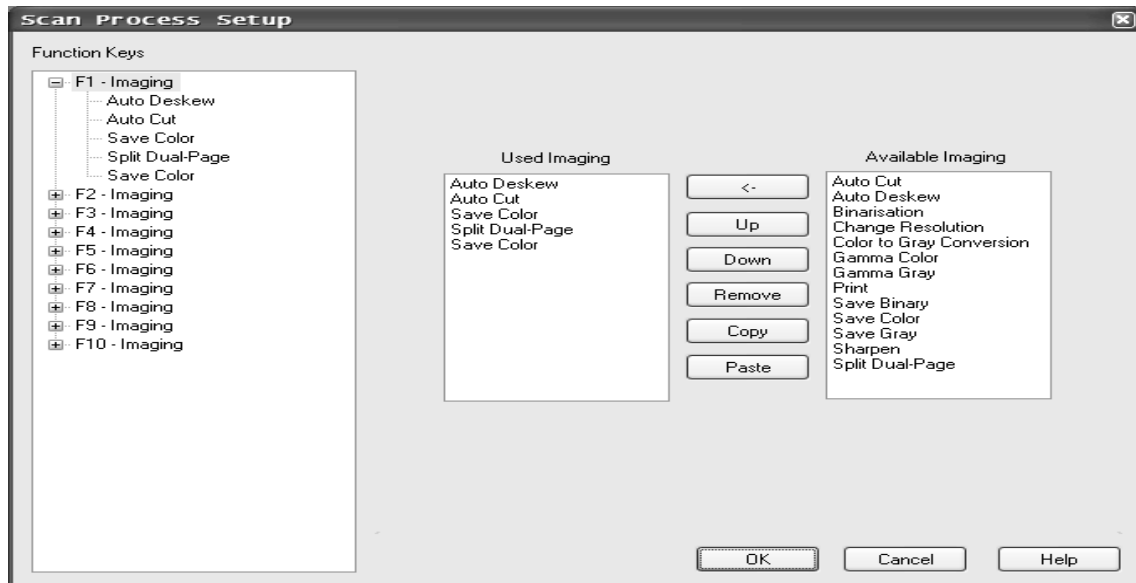 Scan Process Setup
Function Keys
F1 - Imaging
Auto Deskew
Auto Cut
Save Color
Split Dual-Page
Save Color
F2 - Imaging
F3 - Imaging
F4 - Imaging
F5 - Imaging
F6 - Imaging
F7 - Imaging
F8 - Imaging
F9 - Imaging
F10 - Imaging
Used Imaging
Auto Deskew
Auto Cut
Save Color
Split Dual-Page
Save Color
<-
Up
Down
Remove
Copy
Paste
Available Imaging
Auto Cut
Auto Deskew
Binarisation
Change Resolution
Color to Gray Conversion
Gamma Color
Gamma Gray
Print
Save Binary
Save Color
Save Gray
Sharpen
Split Dual-Page
OK
Cancel
Help